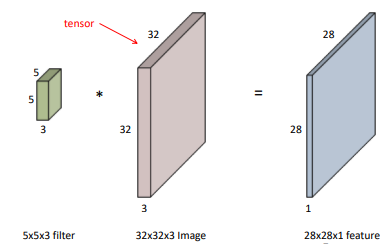 tensor
32
28
5
5
*
32
=
28
3
3
1
5x5x3 filter
32x32x3 Image
28x28x1 feature